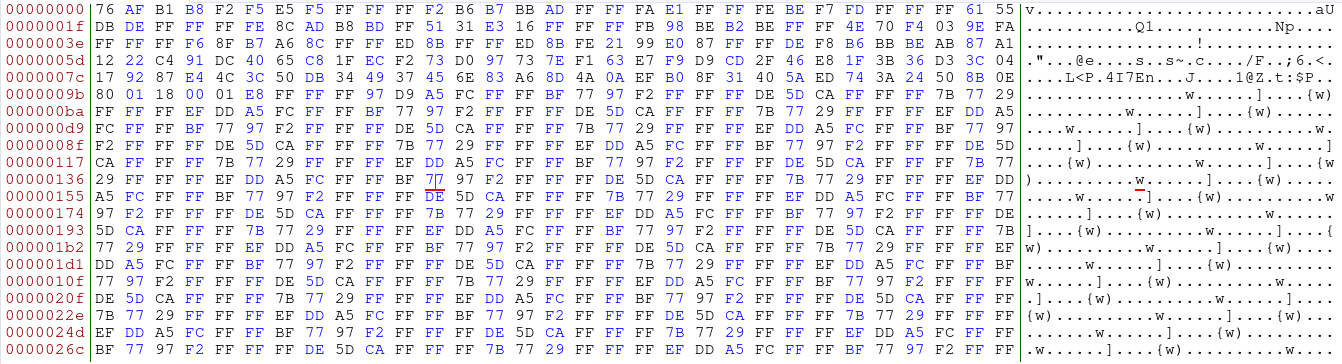 00000000 76 AF B1 B8 F2 F5 E5 F5 FF FF FF F2 B6 B7 BB AD FF FF FA E1 FF FF FE BE F7 FD FF FF FF 61 55 v............................aU
0000001f DB DE FF FF FF F5 8C AD B8 BD FF 51 31 E3 16 FF FF FF FB 98 BE B2 BE FF FF 4E 70 F4 03 9E FA ...........Q1............Np....
0000003e FF FF FF F6 8F B7 A6 8C FF FF ED 8B FF FF ED 8B FE 21 99 E0 87 FF FF DE F8 B6 BB BE AB 87 A1 .................!.............
0000005d 12 22 C4 91 DC 40 65 C8 1F EC F2 73 D0 97 73 7E F1 63 E7 F9 D9 CD 2F 46 E8 1F 3B 36 D3 3C 04 ."...@e....s..s~.c..../F..;6.<.
0000007c 17 92 87 E4 4C 3C 50 DB 34 49 37 45 6E 83 A6 8D 4A 0A EF B0 8F 31 40 5A ED 74 3A 24 50 8B 0E ....L<P.4I7En...J....1@Z.t:$P..
0000009b 80 01 18 00 01 E8 FF FF FF 97 D9 A5 FC FF FF BF 77 97 F2 FF FF FF DE 5D CA FF FF FF 7B 77 29 ................w......]....{w)
000000ba FF FF FF EF DD A5 FC FF FF BF 77 97 F2 FF FF FF DE 5D CA FF FF FF 7B 77 29 FF FF FF EF DD A5 ..........w......]....{w)......
000000d9 FC FF FF BF 77 97 F2 FF FF FF DE 5D CA FF FF FF 7B 77 29 FF FF FF EF DD A5 FC FF FF BF 77 97 ....w......]....{w)..........w.
0000008f F2 FF FF FF DE 5D CA FF FF FF 7B 77 29 FF FF FF EF DD A5 FC FF FF BF 77 97 F2 FF FF FF DE 5D .....]....{w)..........w......]
00000117 CA FF FF FF 7B 77 29 FF FF FF EF DD A5 FC FF FF BF 77 97 F2 FF FF FF DE 5D CA FF FF FF 7B 77 ....{w)..........w......]....{w
00000136 29 FF FF FF EF DD A5 FC FF FF BF 77 97 F2 FF FF FF DE 5D CA FF FF FF 7B 77 29 FF FF FF EF DD )..........w......]....{w).....
00000155 A5 FC FF FF BF 77 97 F2 FF FF FF DE 5D CA FF FF FF 7B 77 29 FF FF FF EF DD A5 FC FF FF BF 77 .....w......]....{w)..........w
00000174 97 F2 FF FF FF DE 5D CA FF FF FF 7B 77 29 FF FF FF EF DD A5 FC FF FF BF 77 97 F2 FF FF FF DE ......]....{w)..........w......
00000193 5D CA FF FF FF 7B 77 29 FF FF FF EF DD A5 FC FF FF BF 77 97 F2 FF FF FF DE 5D CA FF FF FF 7B ]....{w)..........w......]....{
000001b2 77 29 FF FF FF EF DD A5 FC FF FF BF 77 97 F2 FF FF FF DE 5D CA FF FF FF 7B 77 29 FF FF FF EF w)..........w......]....{w)....
000001d1 DD A5 FC FF FF BF 77 97 F2 FF FF FF DE 5D CA FF FF FF 7B 77 29 FF FF FF EF DD A5 FC FF FF BF ......w......]....{w)..........
0000010f 77 97 F2 FF FF FF DE 5D CA FF FF FF 7B 77 29 FF FF FF EF DD A5 FC FF FF BF 77 97 F2 FF FF FF w......]....{w)..........w.....
0000020f DE 5D CA FF FF FF 7B 77 29 FF FF FF EF DD A5 FC FF FF BF 77 97 F2 FF FF FF DE 5D CA FF FF FF .]....{w)..........w......]....
0000022e 7B 77 29 FF FF FF EF DD A5 FC FF FF BF 77 97 F2 FF FF FF DE 5D CA FF FF FF 7B 77 29 FF FF FF {w)..........w......]....{w)...
0000024d EF DD A5 FC FF FF BF 77 97 F2 FF FF FF DE 5D CA FF FF FF 7B 77 29 FF FF FF EF DD A5 FC FF FF .......w......]....{w).........
0000026c BF 77 97 F2 FF FF FF DE 5D CA FF FF FF 7B 77 29 FF FF FF EF DD A5 FC FF FF BF 77 97 F2 FF FF .w......]....{w)..........w....